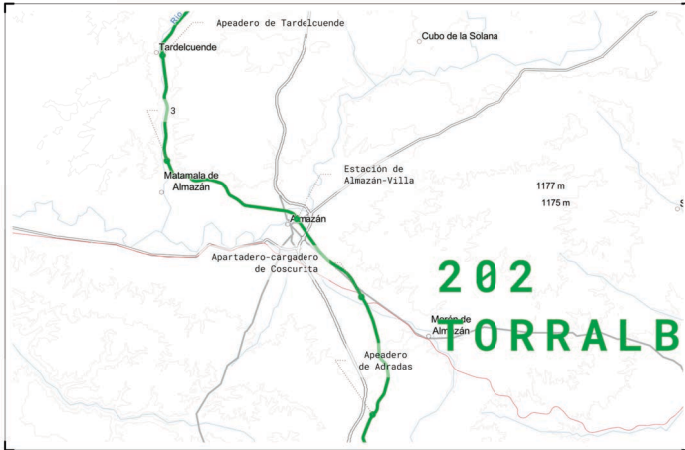 Río
Apeadero de Tardelcuende
Cubo de la Solana
Tardelcuende
3
Estación de
Almazán-Villa
Matamala de
Almazán
1177 m
1175 m
S
Almazán
Apartadero-cargadero
de Coscurita
202
TORRALB
Morón de
Almazán
Apeadero
de Adradas